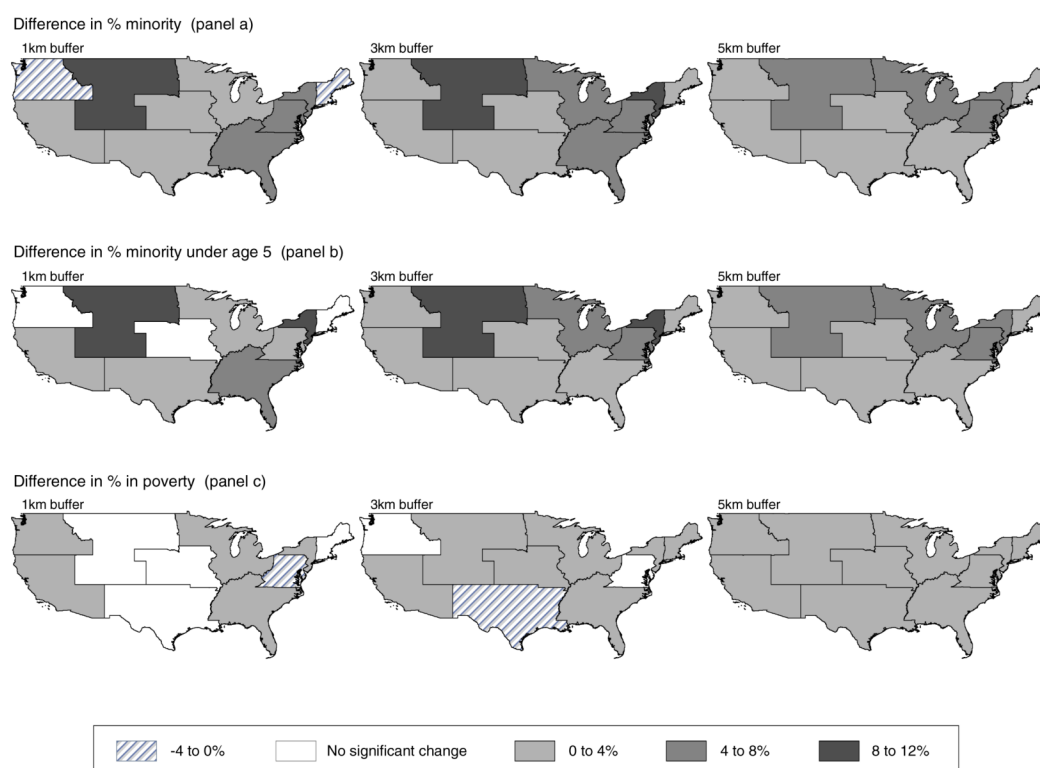 Difference in % minority (panel a)
1km buffer
3km buffer
5km buffer
Difference in % minority under age 5 (panel b)
1km buffer
3km buffer
5km buffer
Difference in % in poverty (panel c)
1km buffer
3km buffer
5km buffer
-4 to 0%
No significant change
0 to 4%
4 to 8%
8 to 12%